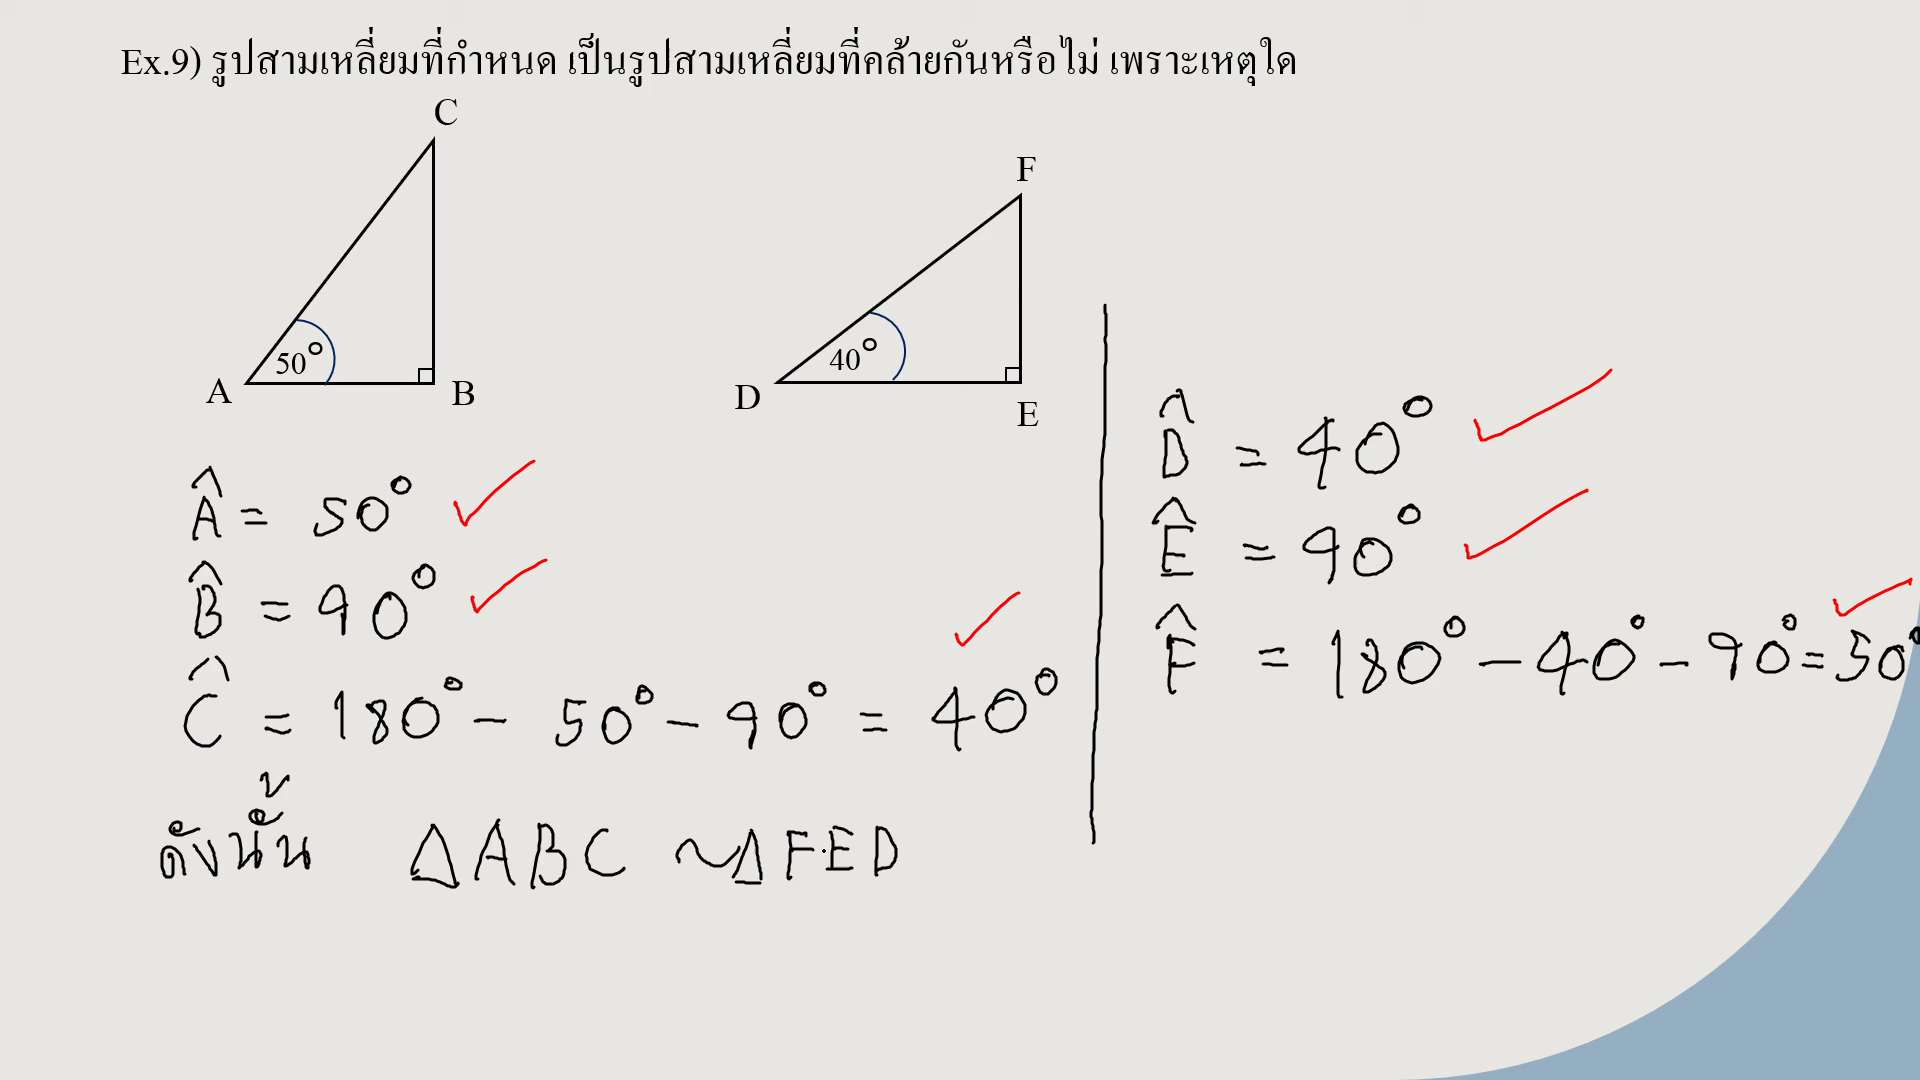 Ex.9) รูปสามเหลี่ยมที่กำหนด เป็นรูปสามเหลี่ยมที่คล้ายกันหรือไม่ เพราะเหตุใด
C
50°
A
B
F
40°
D
E
Â = 50°
B̂ = 90°
Ĉ = 180° - 50° - 90° = 40°
ดังนั้น △ABC ~ △FED
D̂ = 40°
Ê = 90°
F̂ = 180° - 40° - 90° = 50°